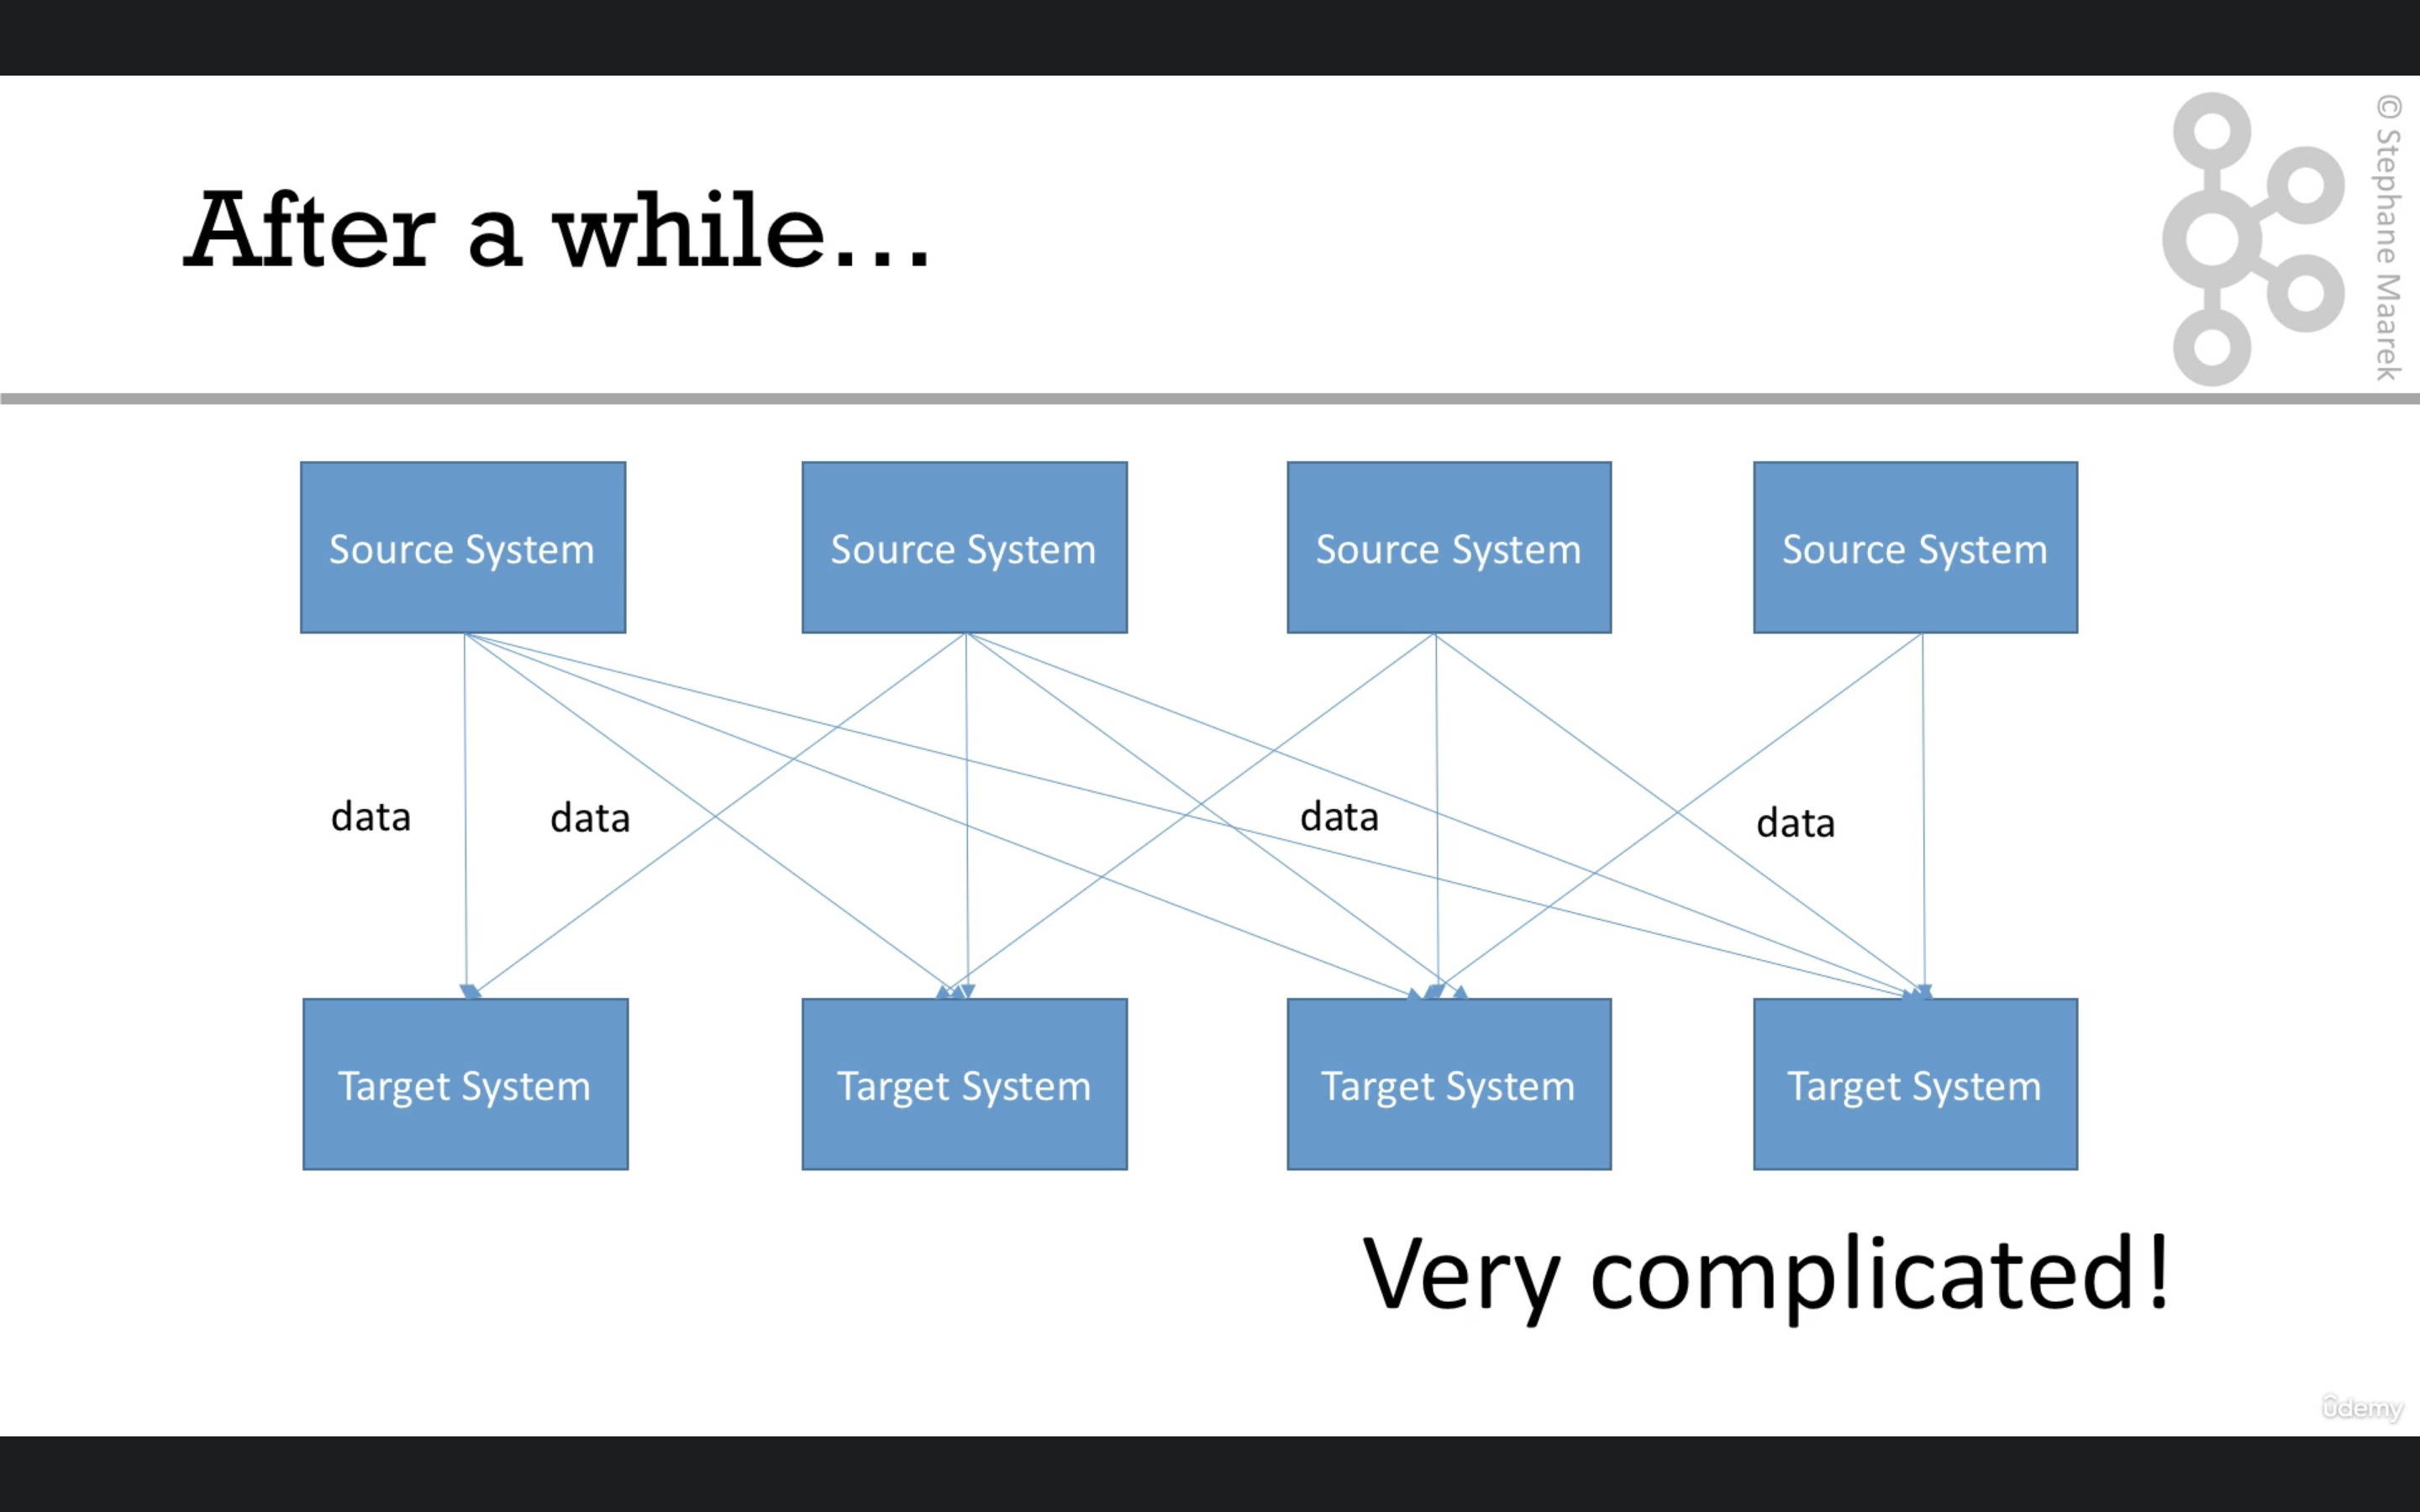 After a while...
© Stephane Maarek
Source System
Source System
Source System
Source System
data
data
data
data
Target System
Target System
Target System
Target System
Very complicated!
ûdemy